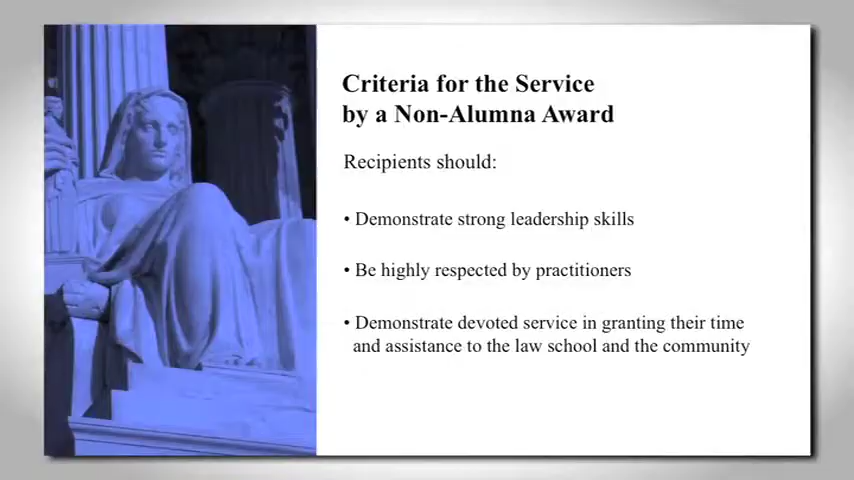 Criteria for the Service
by a Non-Alumna Award
Recipients should:
• Demonstrate strong leadership skills
• Be highly respected by practitioners
• Demonstrate devoted service in granting their time
and assistance to the law school and the community